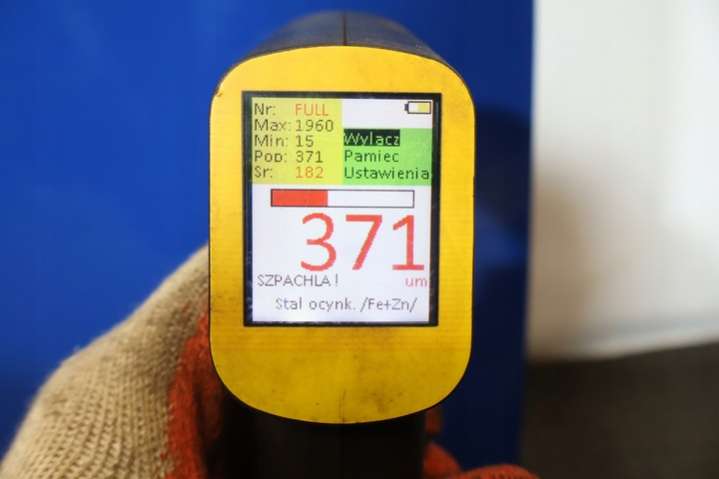 Nr: FULL
Max: 1960
Min: 15
Pop: 371
Sr: 182
Wylacz
Pamiec
Ustawienia
371
SZPACHLA! um
Stal ocynk. /Fe+Zn/